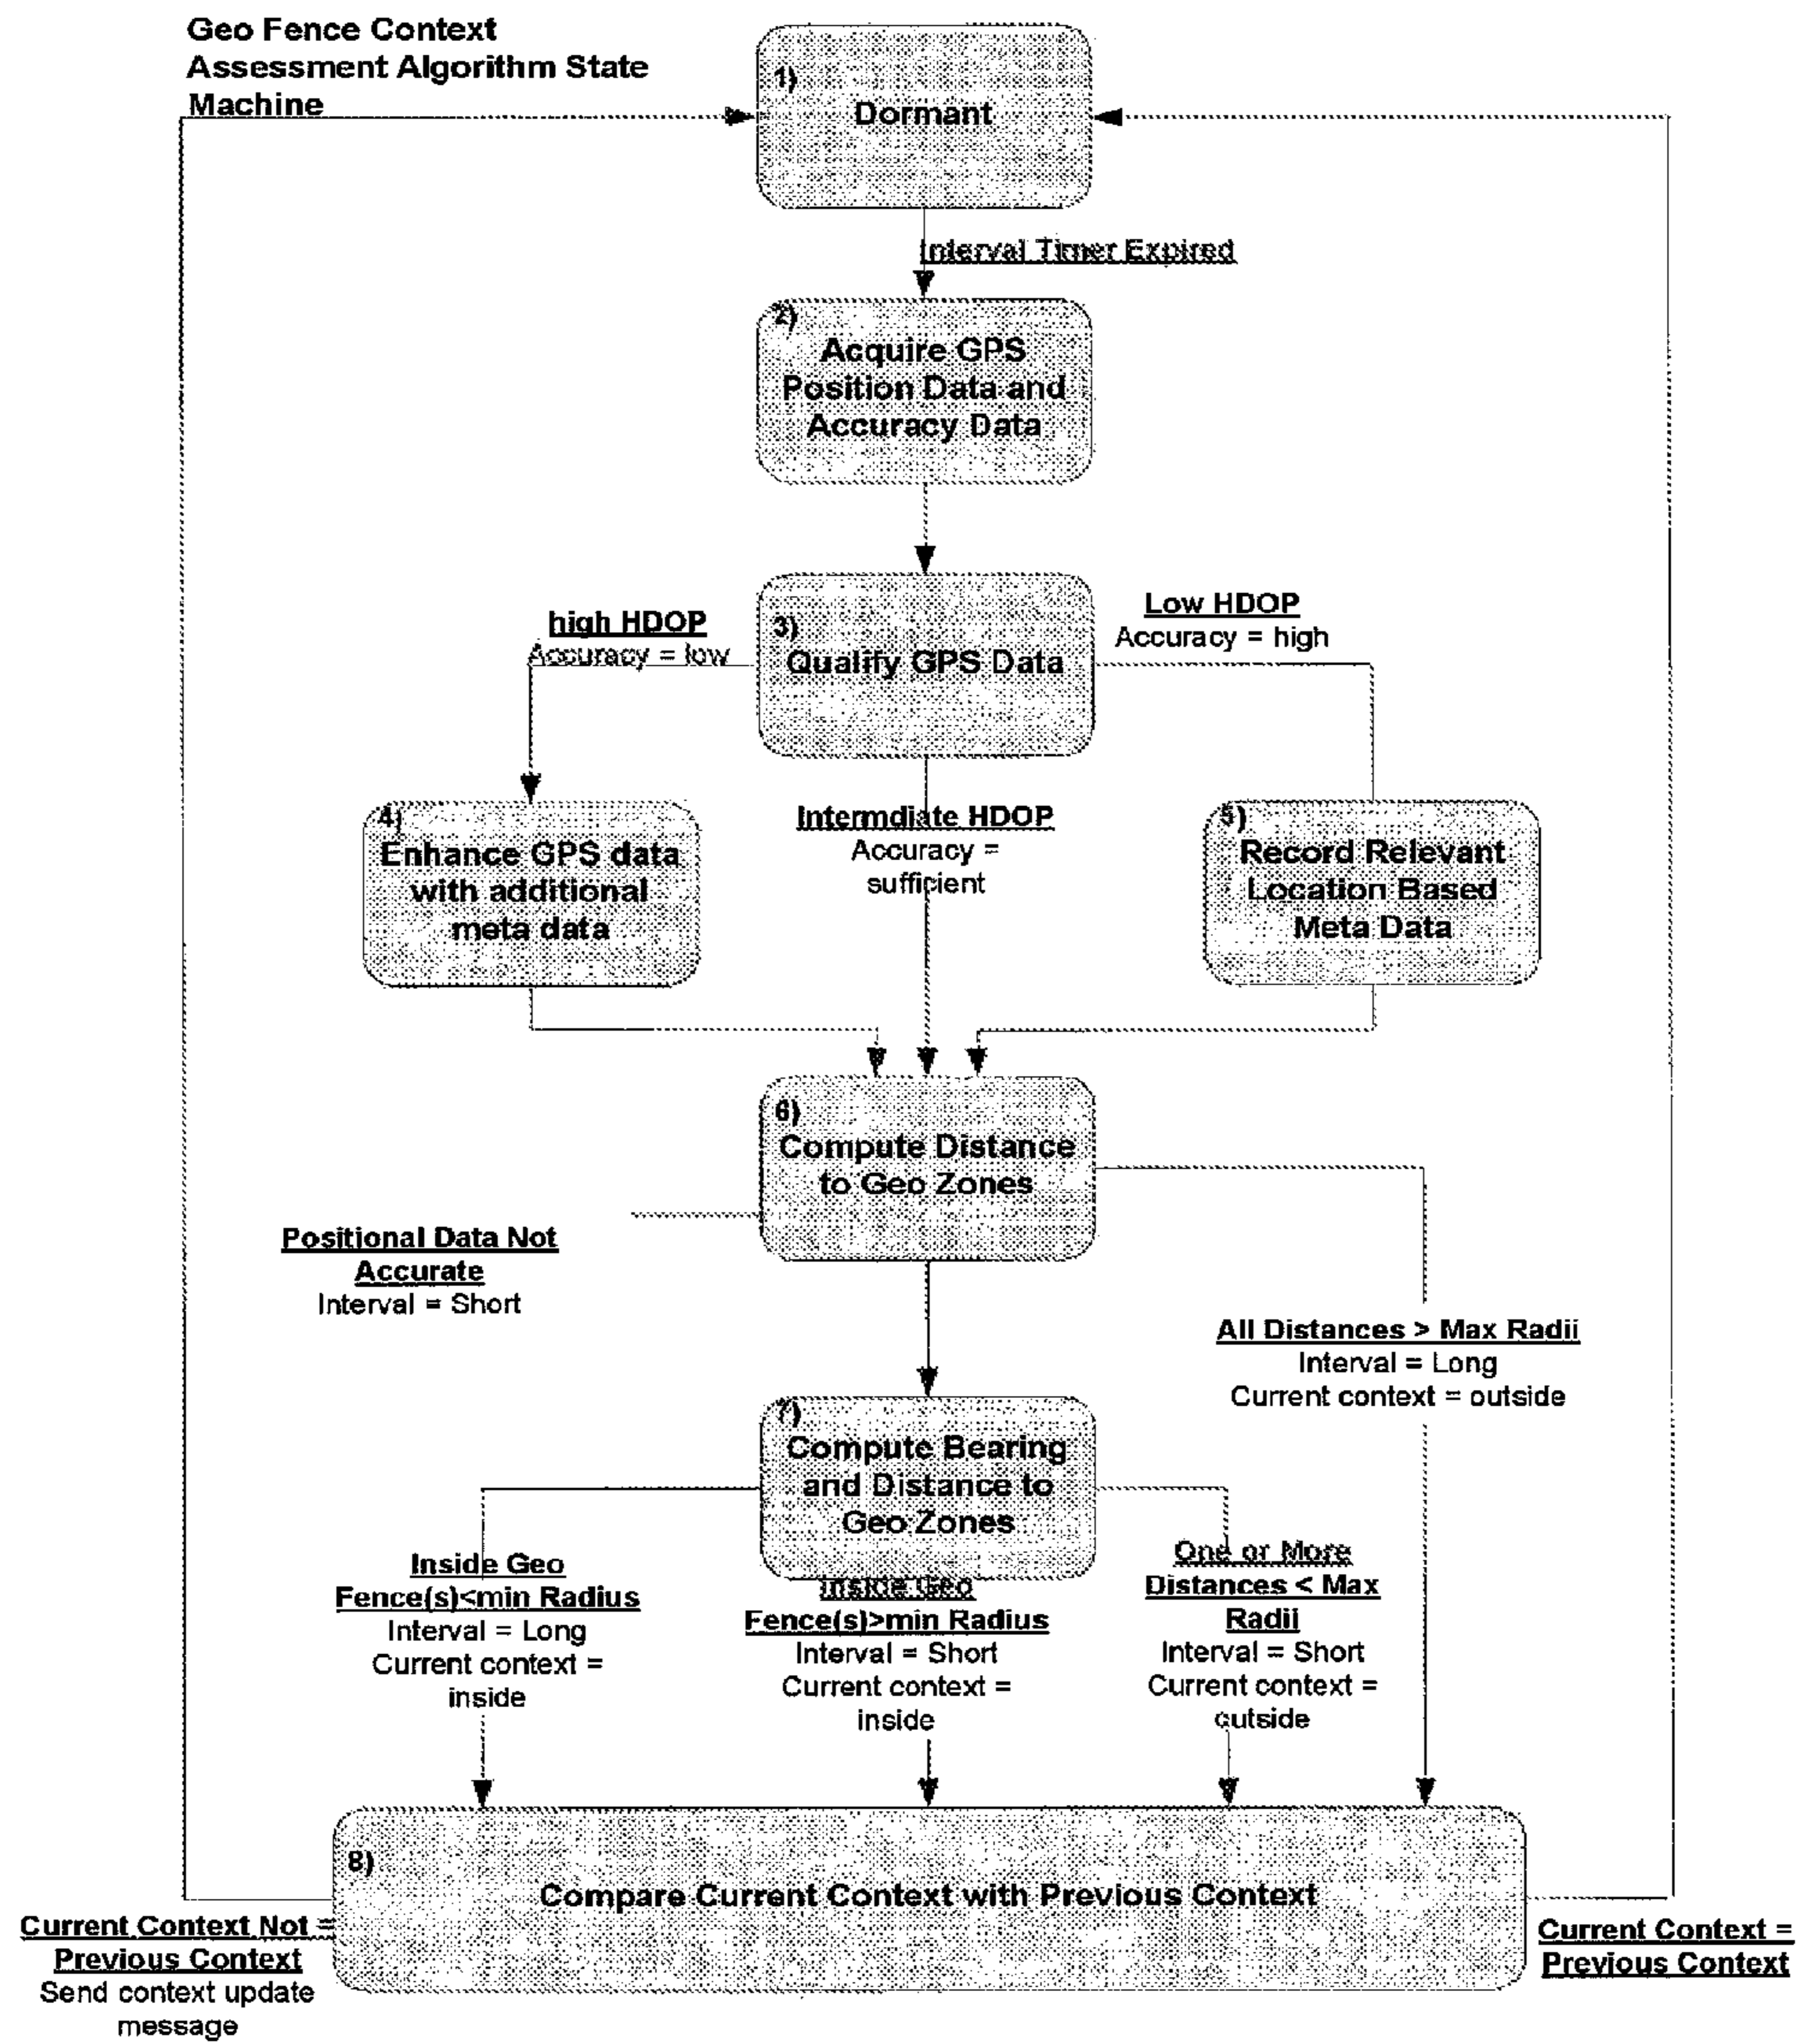 Geo Fence Context
Assessment Algorithm State
Machine
1)
Dormant
Interval Timer Expired
2)
Acquire GPS
Position Data and
Accuracy Data
high HDOP
Accuracy = low
3)
Qualify GPS Data
Low HDOP
Accuracy = high
4)
Enhance GPS data
with additional
meta data
Intermdiate HDOP
Accuracy =
sufficient
5)
Record Relevant
Location Based
Meta Data
6)
Compute Distance
to Geo Zones
Positional Data Not
Accurate
Interval = Short
All Distances > Max Radii
Interval = Long
Current context = outside
7)
Compute Bearing
and Distance to
Geo Zones
Inside Geo
Fence(s)<min Radius
Interval = Long
Current context =
inside
Inside Geo
Fence(s)>min Radius
Interval = Short
Current context =
inside
One or More
Distances < Max
Radii
Interval = Short
Current context =
outside
8)
Compare Current Context with Previous Context
Current Context Not =
Previous Context
Send context update
message
Current Context =
Previous Context